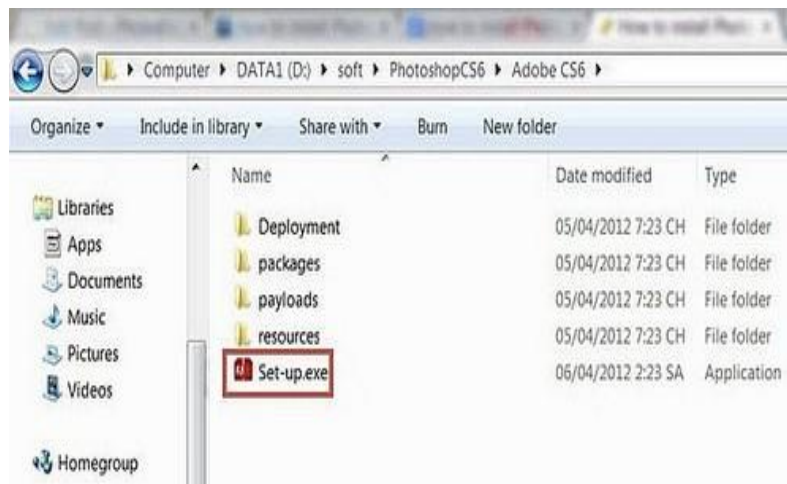 Computer DATA1 (D:) soft PhotoshopCS6 Adobe CS6
Organize Include in library Share with Burn New folder
Name Date modified Type
Libraries
Apps
Documents
Music
Pictures
Videos
Homegroup
Deployment 05/04/2012 7:23 CH File folder
packages 05/04/2012 7:23 CH File folder
payloads 05/04/2012 7:23 CH File folder
resources 05/04/2012 7:23 CH File folder
Set-up.exe 06/04/2012 2:23 SA Application